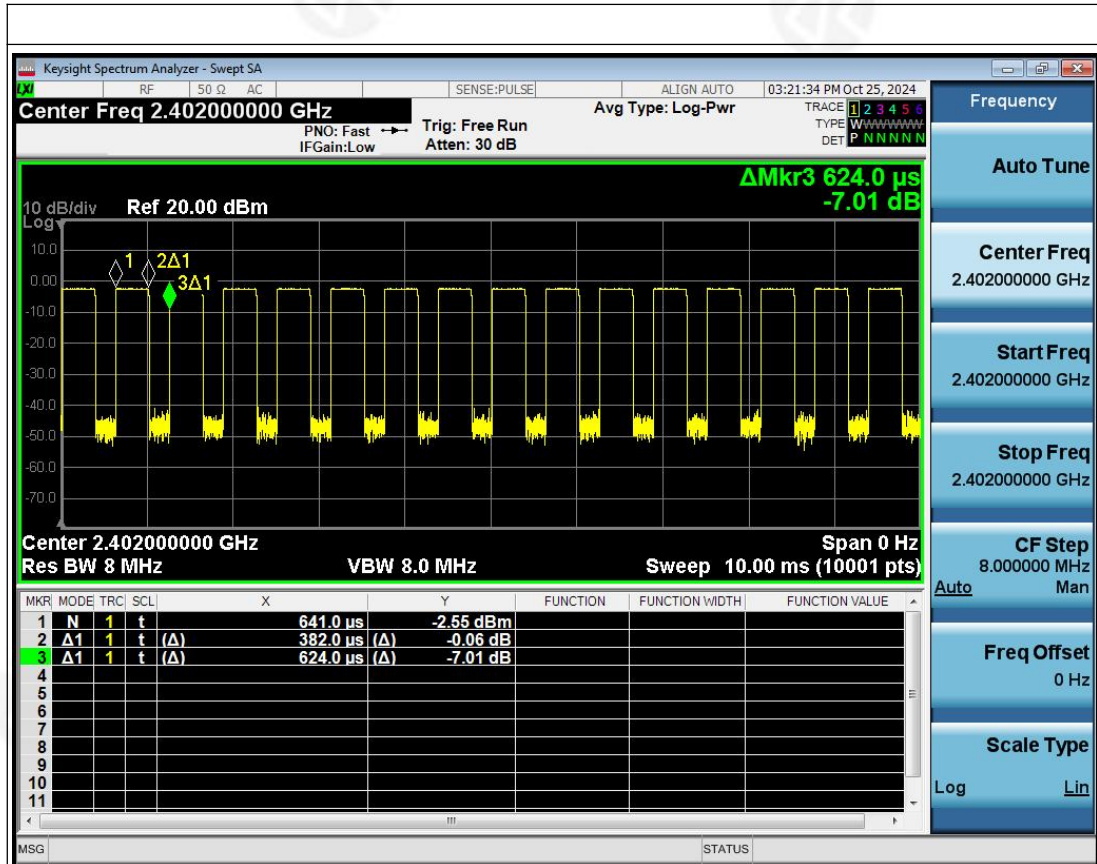 Keysight Spectrum Analyzer - Swept SA
LXI RF 50 Ω AC SENSE:PULSE ALIGN AUTO 03:21:34 PM Oct 25, 2024
Center Freq 2.402000000 GHz
PNO: Fast
IFGain:Low
Trig: Free Run
Atten: 30 dB
Avg Type: Log-Pwr
TRACE 1 2 3 4 5 6
TYPE WWWWWW
DET P N N N N N
ΔMkr3 624.0 µs
-7.01 dB
10 dB/div Ref 20.00 dBm
Log
10.0
0.00
-10.0
-20.0
-30.0
-40.0
-50.0
-60.0
-70.0
1
2Δ1
3Δ1
Center 2.402000000 GHz Span 0 Hz
Res BW 8 MHz VBW 8.0 MHz Sweep 10.00 ms (10001 pts)
MKR MODE TRC SCL X Y FUNCTION FUNCTION WIDTH FUNCTION VALUE
1 N 1 t 641.0 µs -2.55 dBm
2 Δ1 1 t (Δ) 382.0 µs (Δ) -0.06 dB
3 Δ1 1 t (Δ) 624.0 µs (Δ) -7.01 dB
4
5
6
7
8
9
10
11
MSG STATUS
Frequency
Auto Tune
Center Freq
2.402000000 GHz
Start Freq
2.402000000 GHz
Stop Freq
2.402000000 GHz
CF Step
8.000000 MHz
Auto Man
Freq Offset
0 Hz
Scale Type
Log Lin